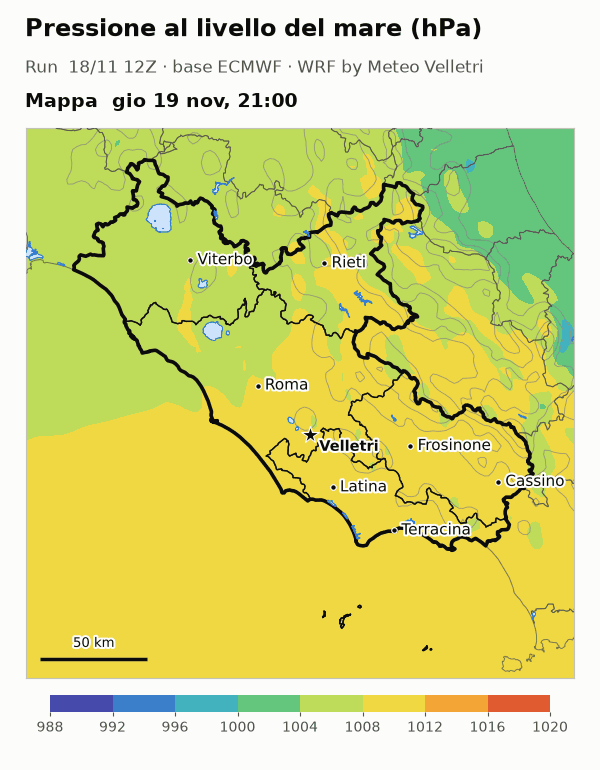 Pressione al livello del mare (hPa)
Run  18/11 12Z · base ECMWF · WRF by Meteo Velletri
Mappa  gio 19 nov, 21:00
Viterbo
Rieti
Roma
Velletri
Frosinone
Cassino
Latina
Terracina
50 km
988 992 996 1000 1004 1008 1012 1016 1020